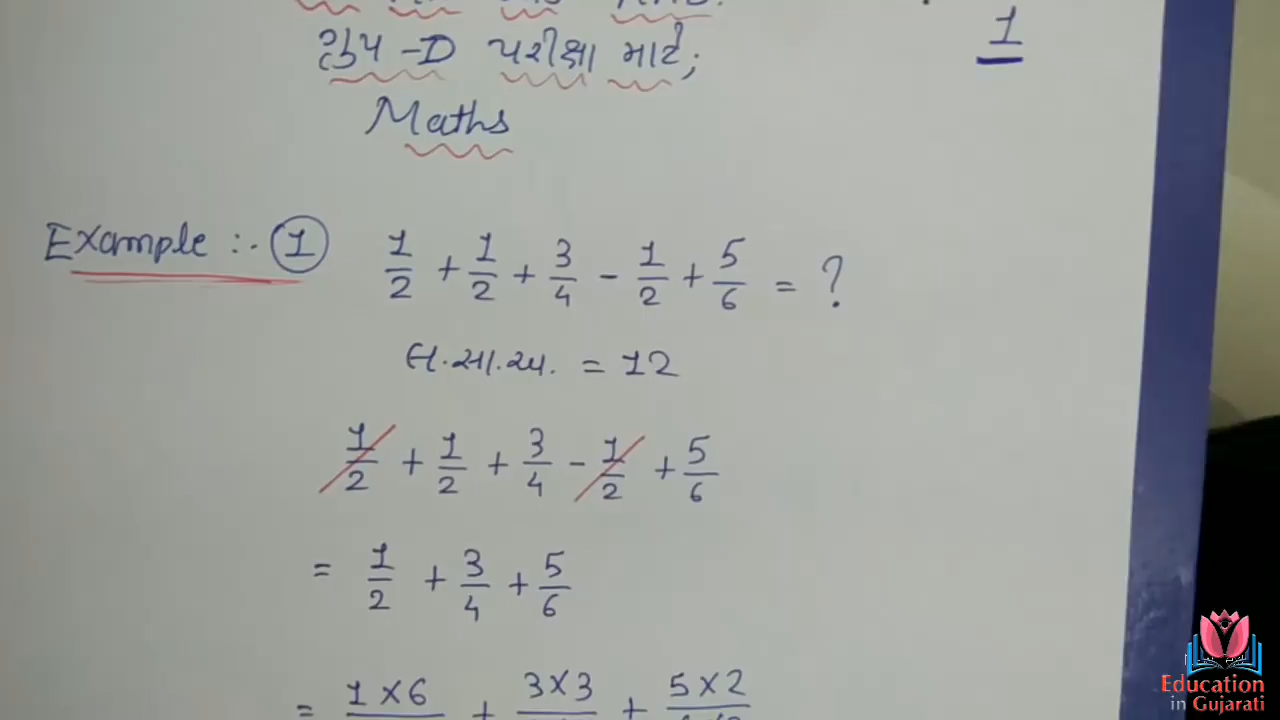 1
ગ્રુપ -D પરીક્ષા માટે;
Maths
Example :- 1 1/2 + 1/2 + 3/4 - 1/2 + 5/6 = ?
લ.સા.અ. = 12
1/2 + 1/2 + 3/4 - 1/2 + 5/6
= 1/2 + 3/4 + 5/6
= 1×6 + 3×3 + 5×2
Education
in Gujarati